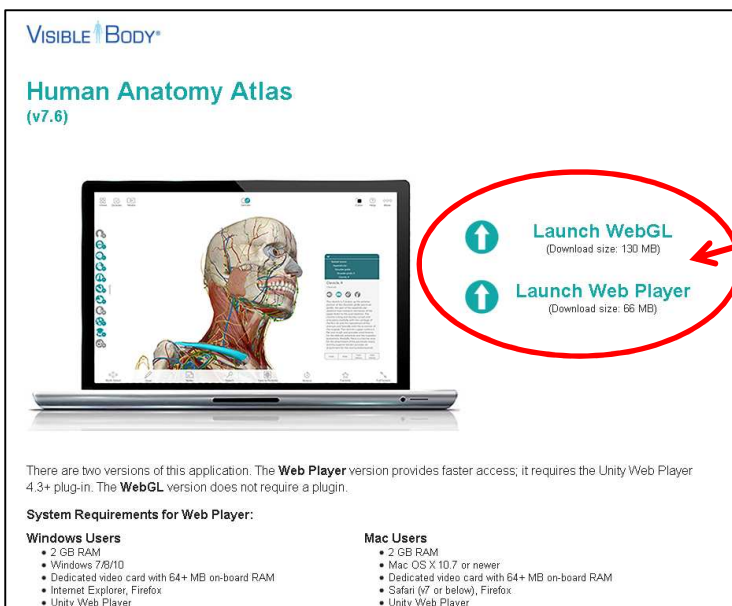 VISIBLE BODY®
Human Anatomy Atlas
(v7.6)
Launch WebGL
(Download size: 130 MB)
Launch Web Player
(Download size: 66 MB)
There are two versions of this application. The Web Player version provides faster access; it requires the Unity Web Player
4.3+ plug-in. The WebGL version does not require a plugin.
System Requirements for Web Player:
Windows Users
• 2 GB RAM
• Windows 7/8/10
• Dedicated video card with 64+ MB on-board RAM
• Internet Explorer, Firefox
• Unity Web Player
Mac Users
• 2 GB RAM
• Mac OS X 10.7 or newer
• Dedicated video card with 64+ MB on-board RAM
• Safari (v7 or below), Firefox
• Unity Web Player